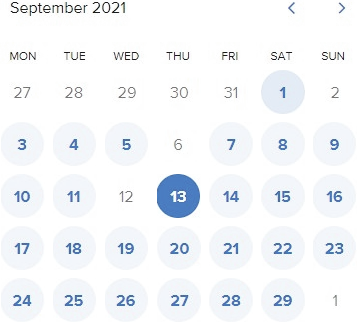 September 2021
MON TUE WED THU FRI SAT SUN
27 28 29 30 31 1 2
3 4 5 6 7 8 9
10 11 12 13 14 15 16
17 18 19 20 21 22 23
24 25 26 27 28 29 1